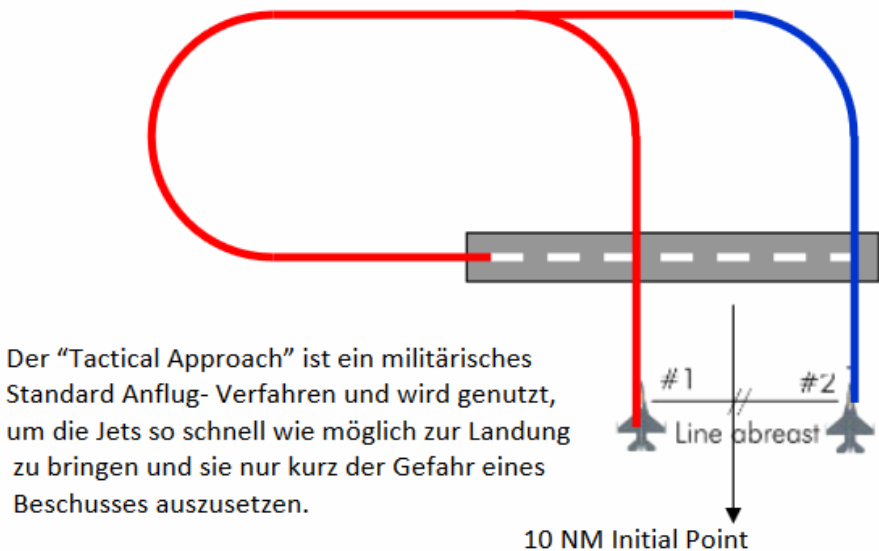 #1 #2
Line abreast
Der “Tactical Approach” ist ein militärisches
Standard Anflug- Verfahren und wird genutzt,
um die Jets so schnell wie möglich zur Landung
zu bringen und sie nur kurz der Gefahr eines
Beschusses auszusetzen.
10 NM Initial Point